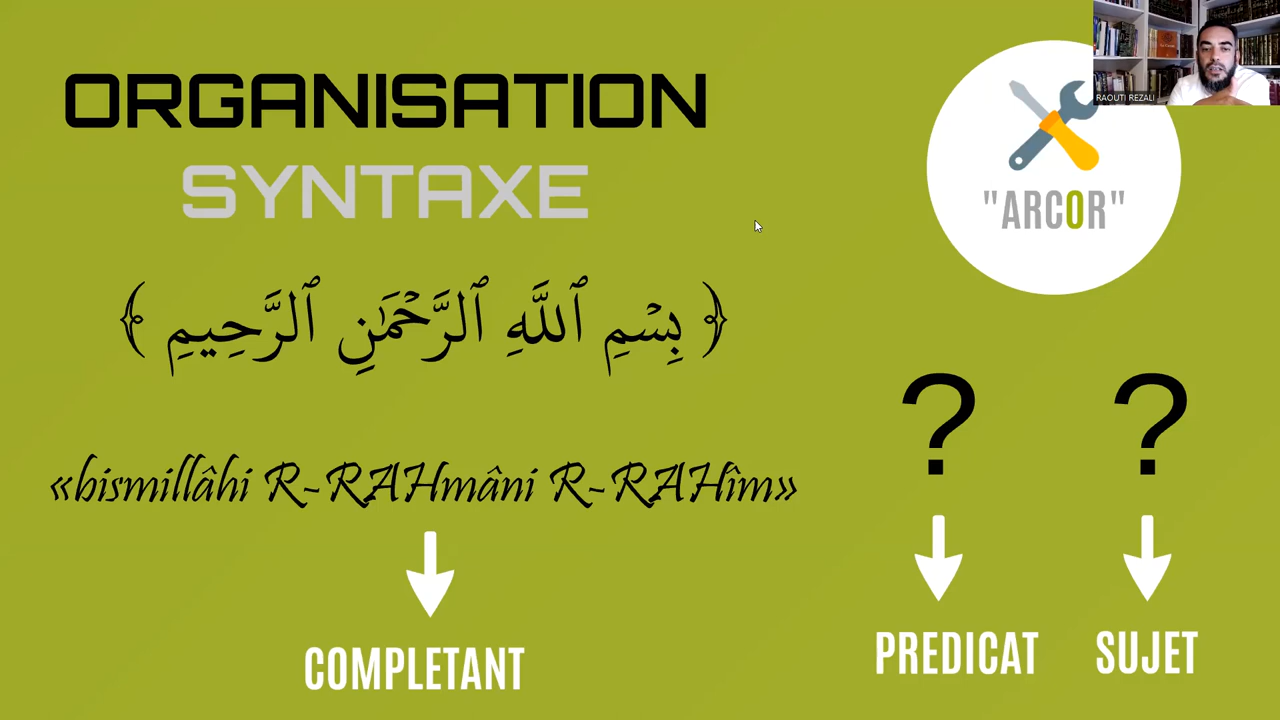 ORGANISATION
SYNTAXE
RAOUTI REZALI
"ARCOR"
﴿ بِسْمِ ٱللَّهِ ٱلرَّحْمَٰنِ ٱلرَّحِيمِ ﴾
? ?
«bismillâhi R-RAHmâni R-RAHîm»
COMPLETANT
PREDICAT
SUJET